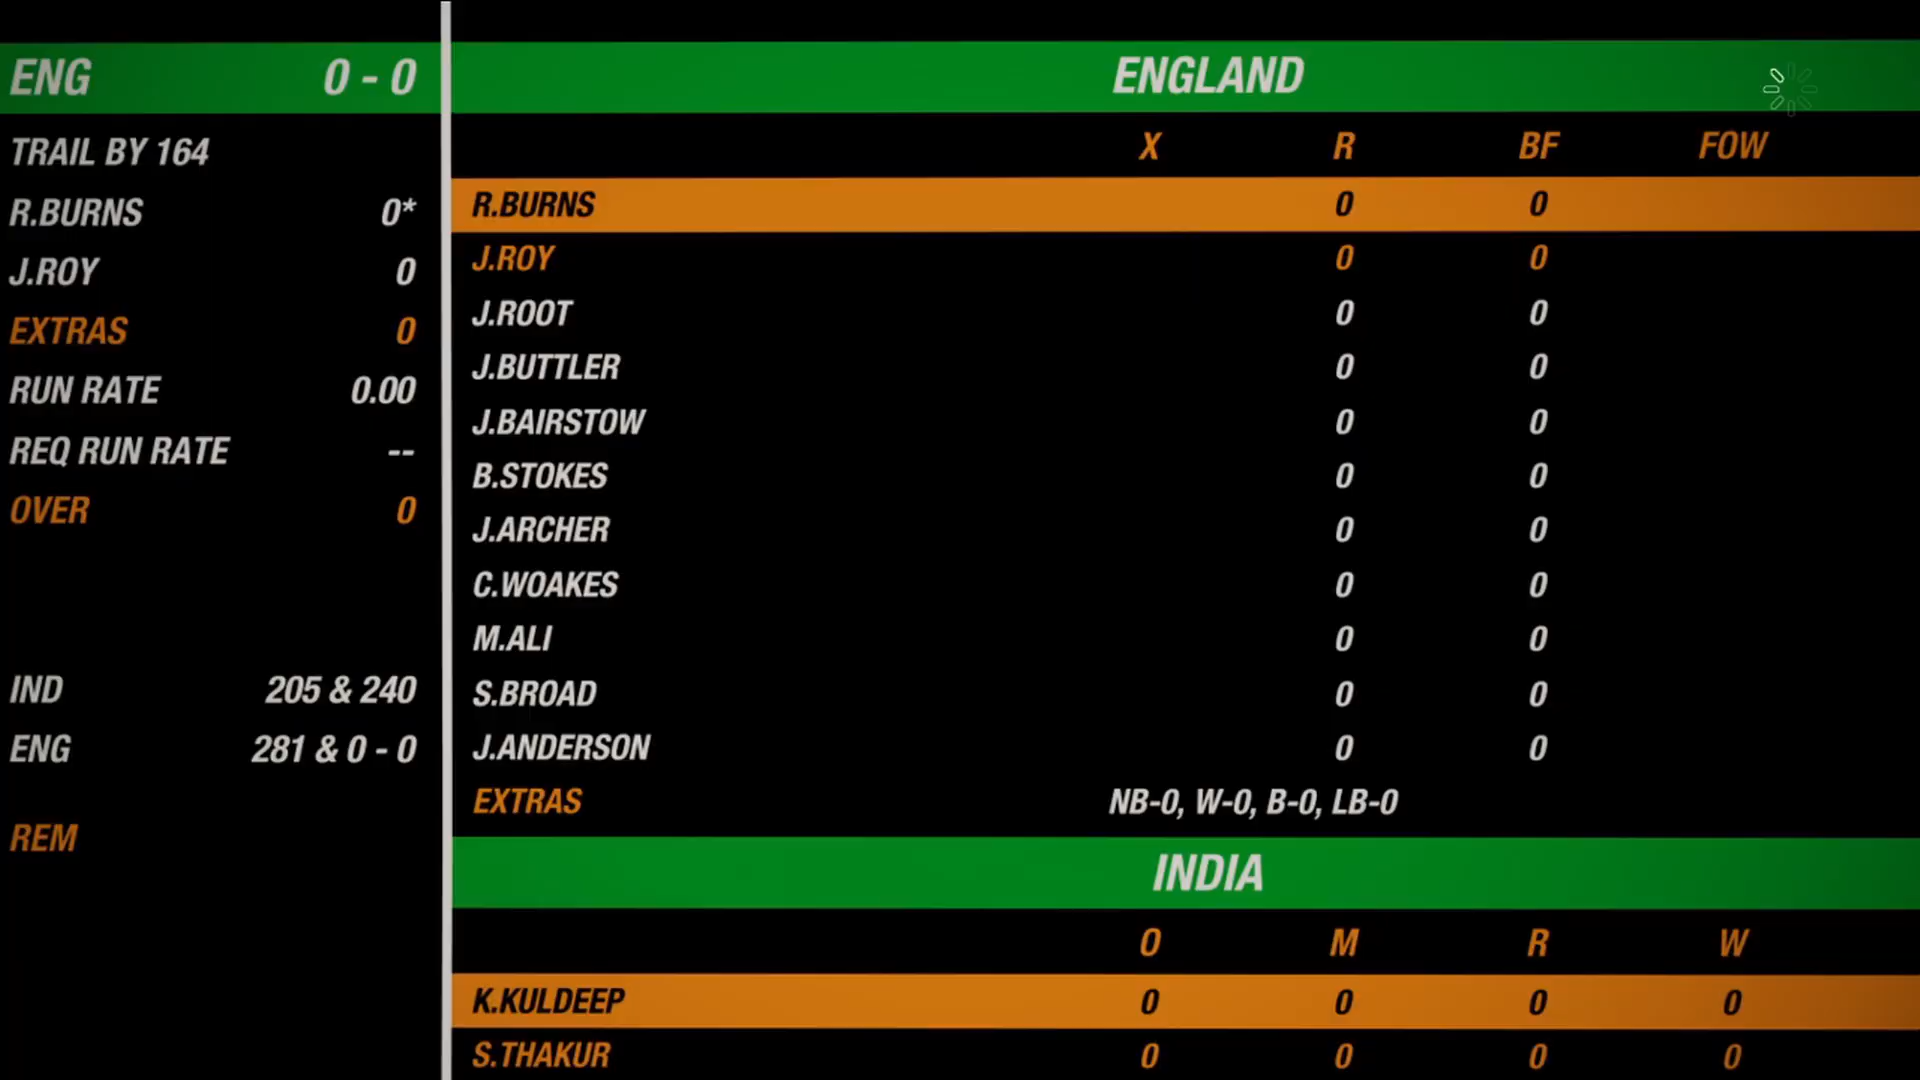 ENG 0 - 0
TRAIL BY 164
R.BURNS 0*
J.ROY 0
EXTRAS 0
RUN RATE 0.00
REQ RUN RATE --
OVER 0
IND 205 & 240
ENG 281 & 0 - 0
REM
ENGLAND
X R BF FOW
R.BURNS 0 0
J.ROY 0 0
J.ROOT 0 0
J.BUTTLER 0 0
J.BAIRSTOW 0 0
B.STOKES 0 0
J.ARCHER 0 0
C.WOAKES 0 0
M.ALI 0 0
S.BROAD 0 0
J.ANDERSON 0 0
EXTRAS NB-0, W-0, B-0, LB-0
INDIA
O M R W
K.KULDEEP 0 0 0 0
S.THAKUR 0 0 0 0